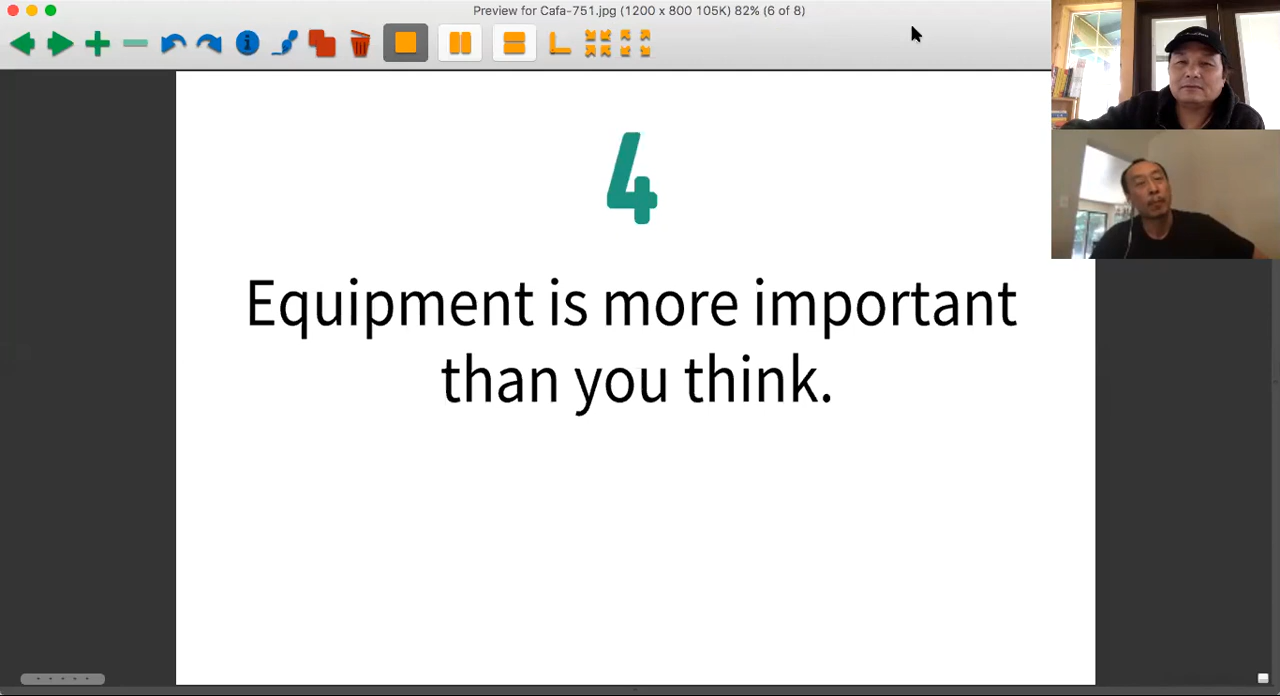 Preview for Cafa-751.jpg (1200 x 800 105K) 82% (6 of 8)
4
Equipment is more important
than you think.